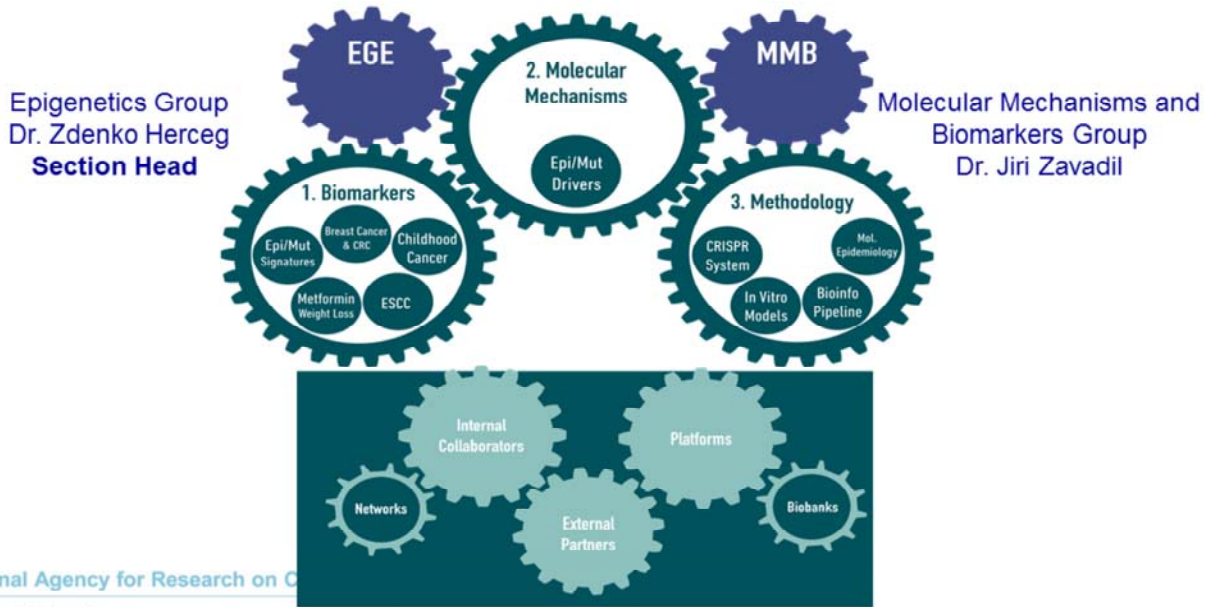 EGE
2. Molecular
Mechanisms
MMB
Epigenetics Group
Dr. Zdenko Herceg
Section Head
Molecular Mechanisms and
Biomarkers Group
Dr. Jiri Zavadil
Epi/Mut
Drivers
1. Biomarkers
Epi/Mut
Signatures
Breast Cancer
& CRC
Childhood
Cancer
Metformin
Weight Loss
ESCC
3. Methodology
CRISPR
System
Mol.
Epidemiology
In Vitro
Models
Bioinfo
Pipeline
Internal
Collaborators
Platforms
Networks
External
Partners
Biobanks
nal Agency for Research on C